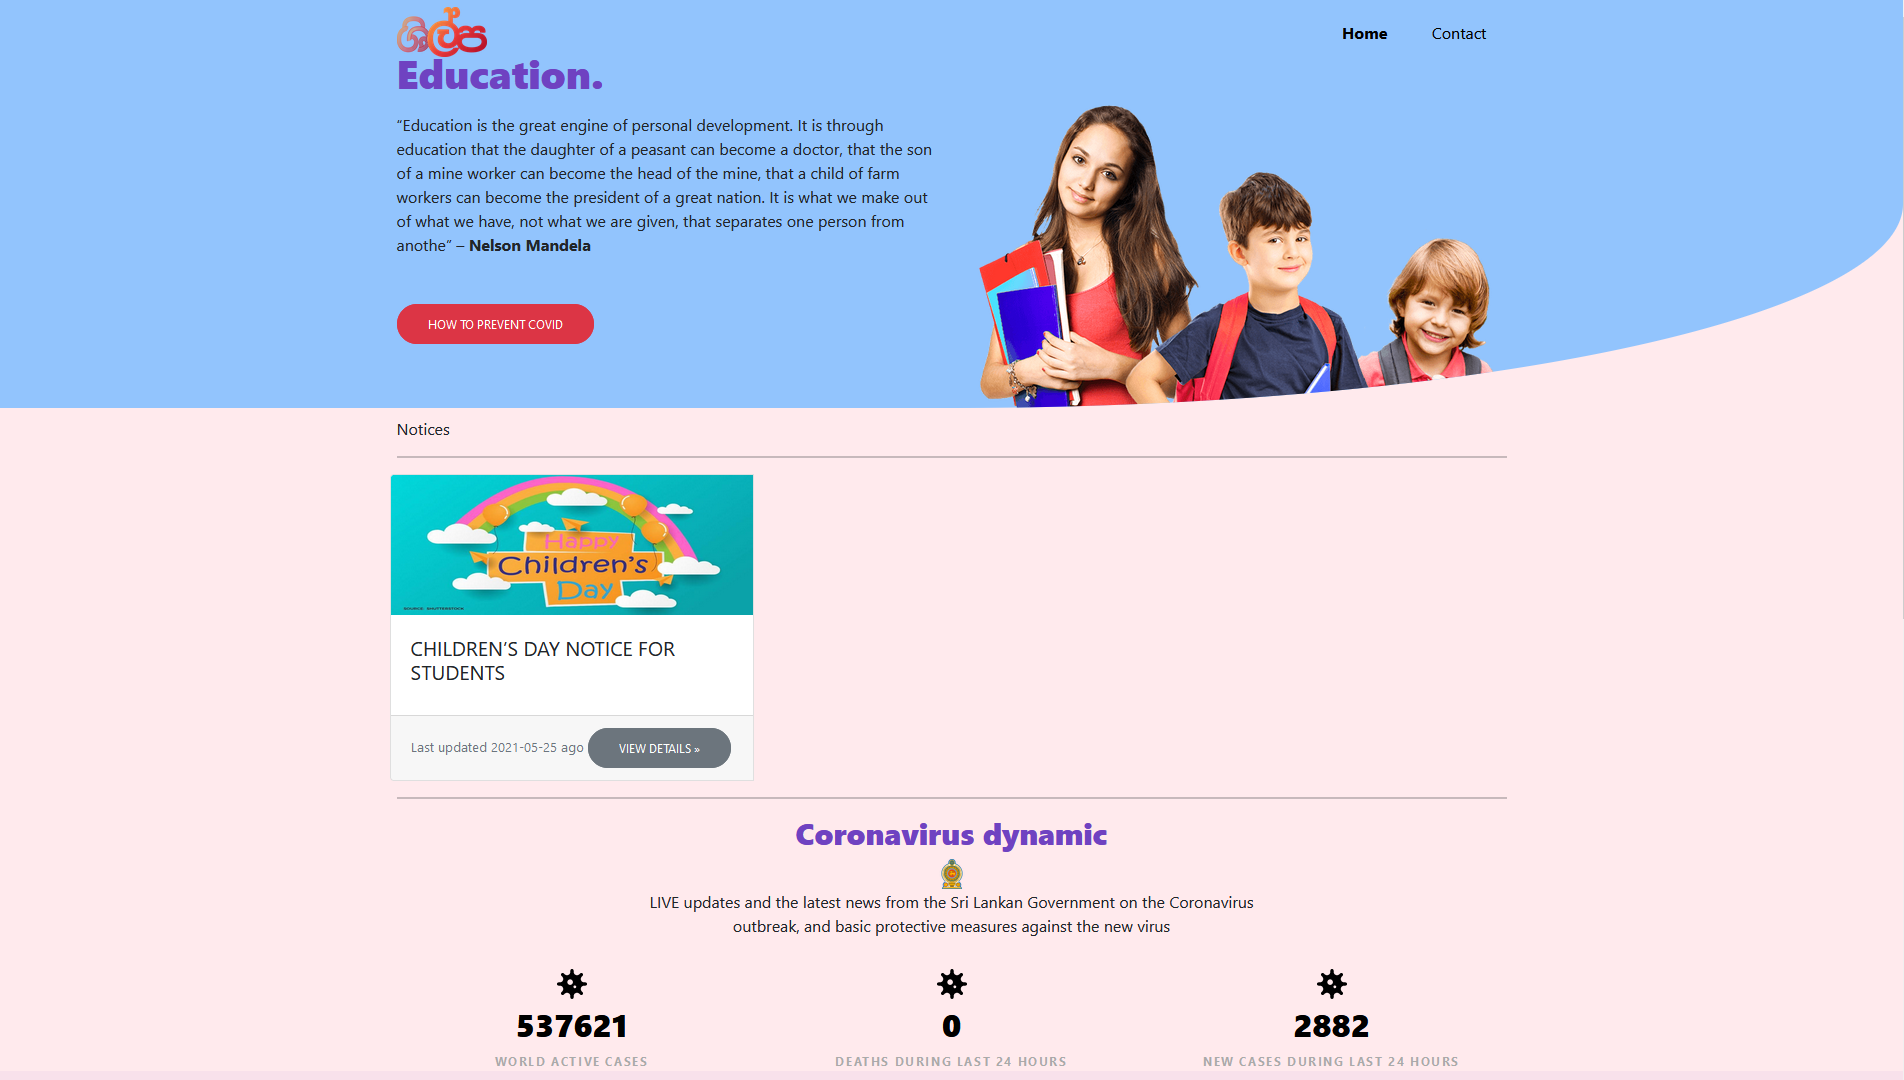 ශිල්ප
Home
Contact
Education.
“Education is the great engine of personal development. It is through
education that the daughter of a peasant can become a doctor, that the son
of a mine worker can become the head of the mine, that a child of farm
workers can become the president of a great nation. It is what we make out
of what we have, not what we are given, that separates one person from
anothe” – Nelson Mandela
HOW TO PREVENT COVID
Notices
Happy
Children's
Day
SOURCE: SHUTTERSTOCK
CHILDREN’S DAY NOTICE FOR
STUDENTS
Last updated 2021-05-25 ago
VIEW DETAILS »
Coronavirus dynamic
LIVE updates and the latest news from the Sri Lankan Government on the Coronavirus
outbreak, and basic protective measures against the new virus
537621
WORLD ACTIVE CASES
0
DEATHS DURING LAST 24 HOURS
2882
NEW CASES DURING LAST 24 HOURS